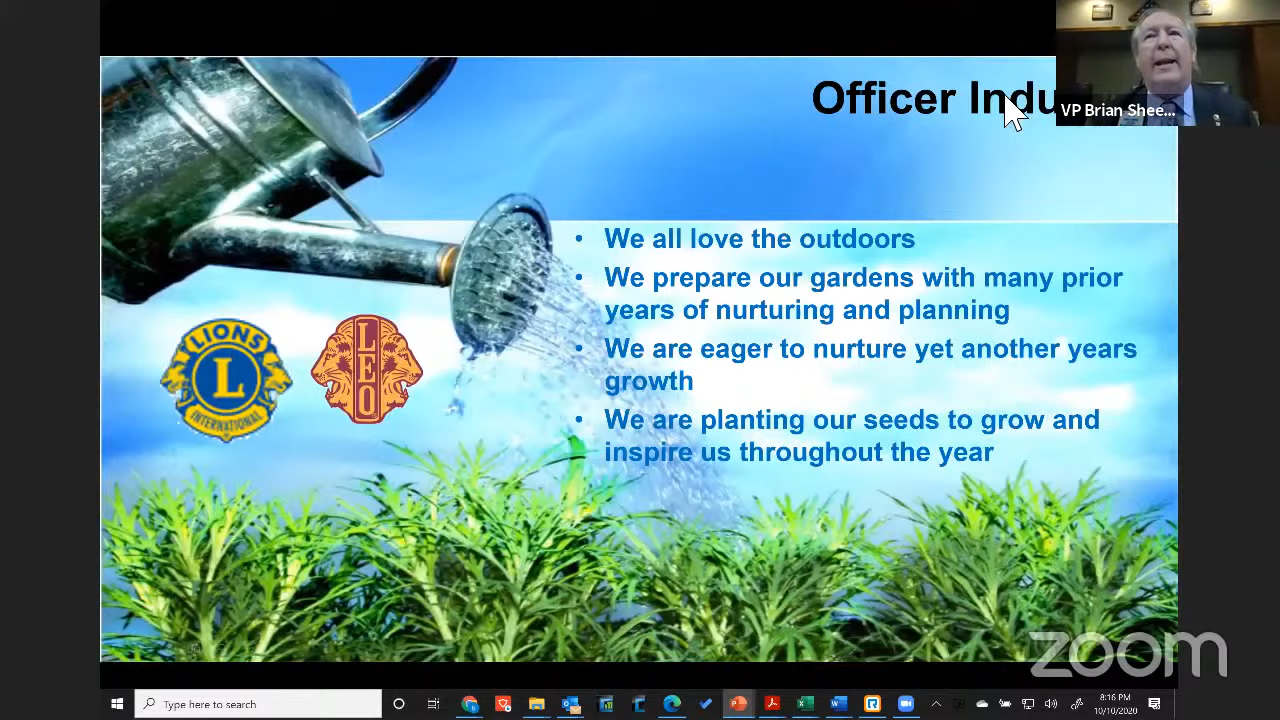 Officer Indu
VP Brian Shee...
• We all love the outdoors
• We prepare our gardens with many prior
years of nurturing and planning
• We are eager to nurture yet another years
growth
• We are planting our seeds to grow and
inspire us throughout the year
LIONS
L
INTERNATIONAL
LEO
zoom
Type here to search
8:16 PM
10/10/2020